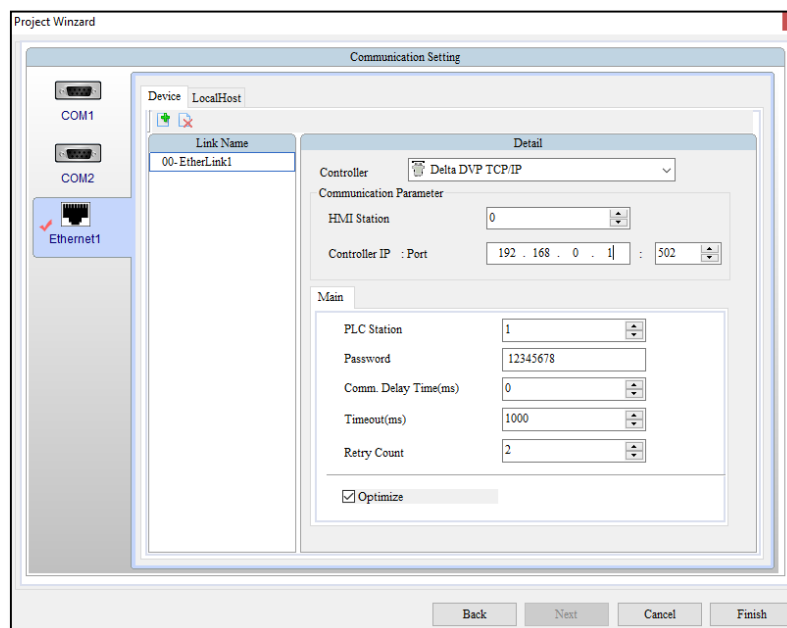 Project Winzard
Communication Setting
COM1
COM2
Ethernet1
Device LocalHost
Link Name
00-EtherLink1
Detail
Controller Delta DVP TCP/IP
Communication Parameter
HMI Station 0
Controller IP : Port 192 . 168 . 0 . 1 : 502
Main
PLC Station 1
Password 12345678
Comm. Delay Time(ms) 0
Timeout(ms) 1000
Retry Count 2
Optimize
Back Next Cancel Finish